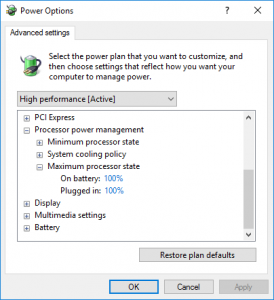 Power Options
Advanced settings
Select the power plan that you want to customize, and
then choose settings that reflect how you want your
computer to manage power.
High performance [Active]
PCI Express
Processor power management
Minimum processor state
System cooling policy
Maximum processor state
On battery: 100%
Plugged in: 100%
Display
Multimedia settings
Battery
Restore plan defaults
OK
Cancel
Apply